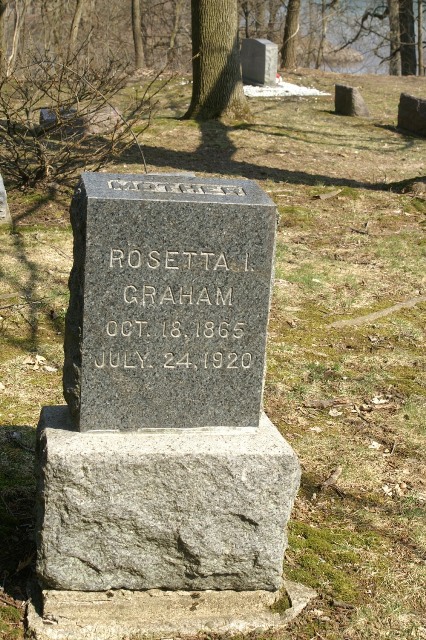 MOTHER
ROSETTA I.
GRAHAM
OCT. 18, 1865
JULY. 24, 1920